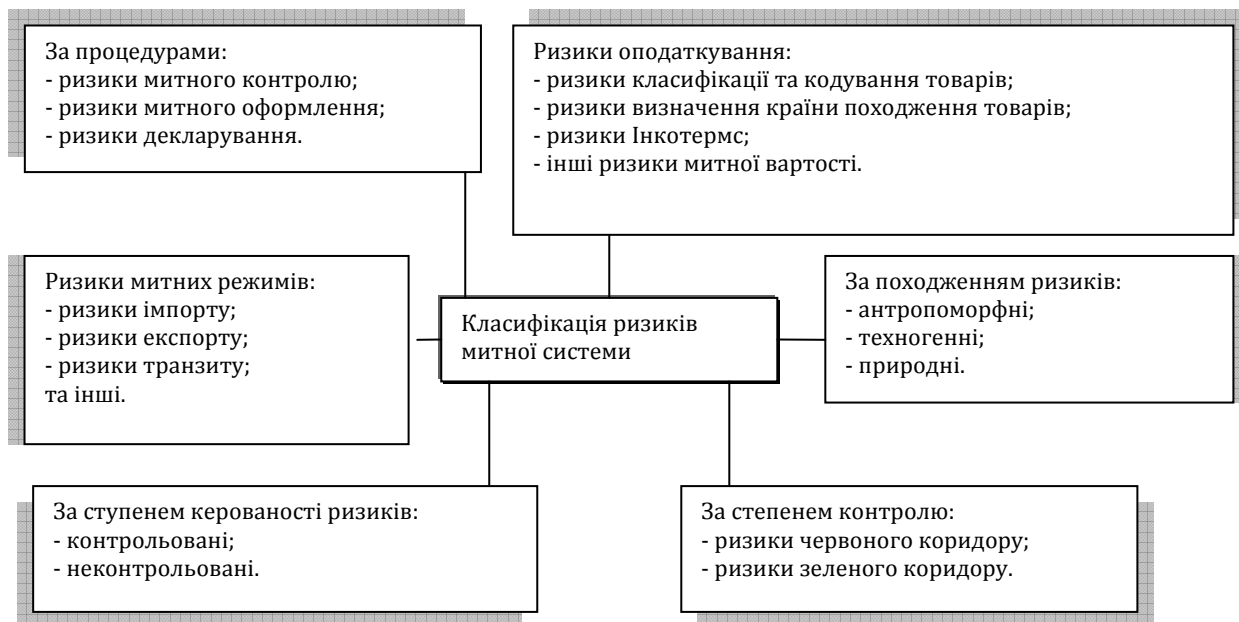 За процедурами:
- ризики митного контролю;
- ризики митного оформлення;
- ризики декларування.
Ризики оподаткування:
- ризики класифікації та кодування товарів;
- ризики визначення країни походження товарів;
- ризики Інкотермс;
- інші ризики митної вартості.
Ризики митних режимів:
- ризики імпорту;
- ризики експорту;
- ризики транзиту;
та інші.
Класифікація ризиків
митної системи
За походженням ризиків:
- антропоморфні;
- техногенні;
- природні.
За ступенем керованості ризиків:
- контрольовані;
- неконтрольовані.
За степенем контролю:
- ризики червоного коридору;
- ризики зеленого коридору.